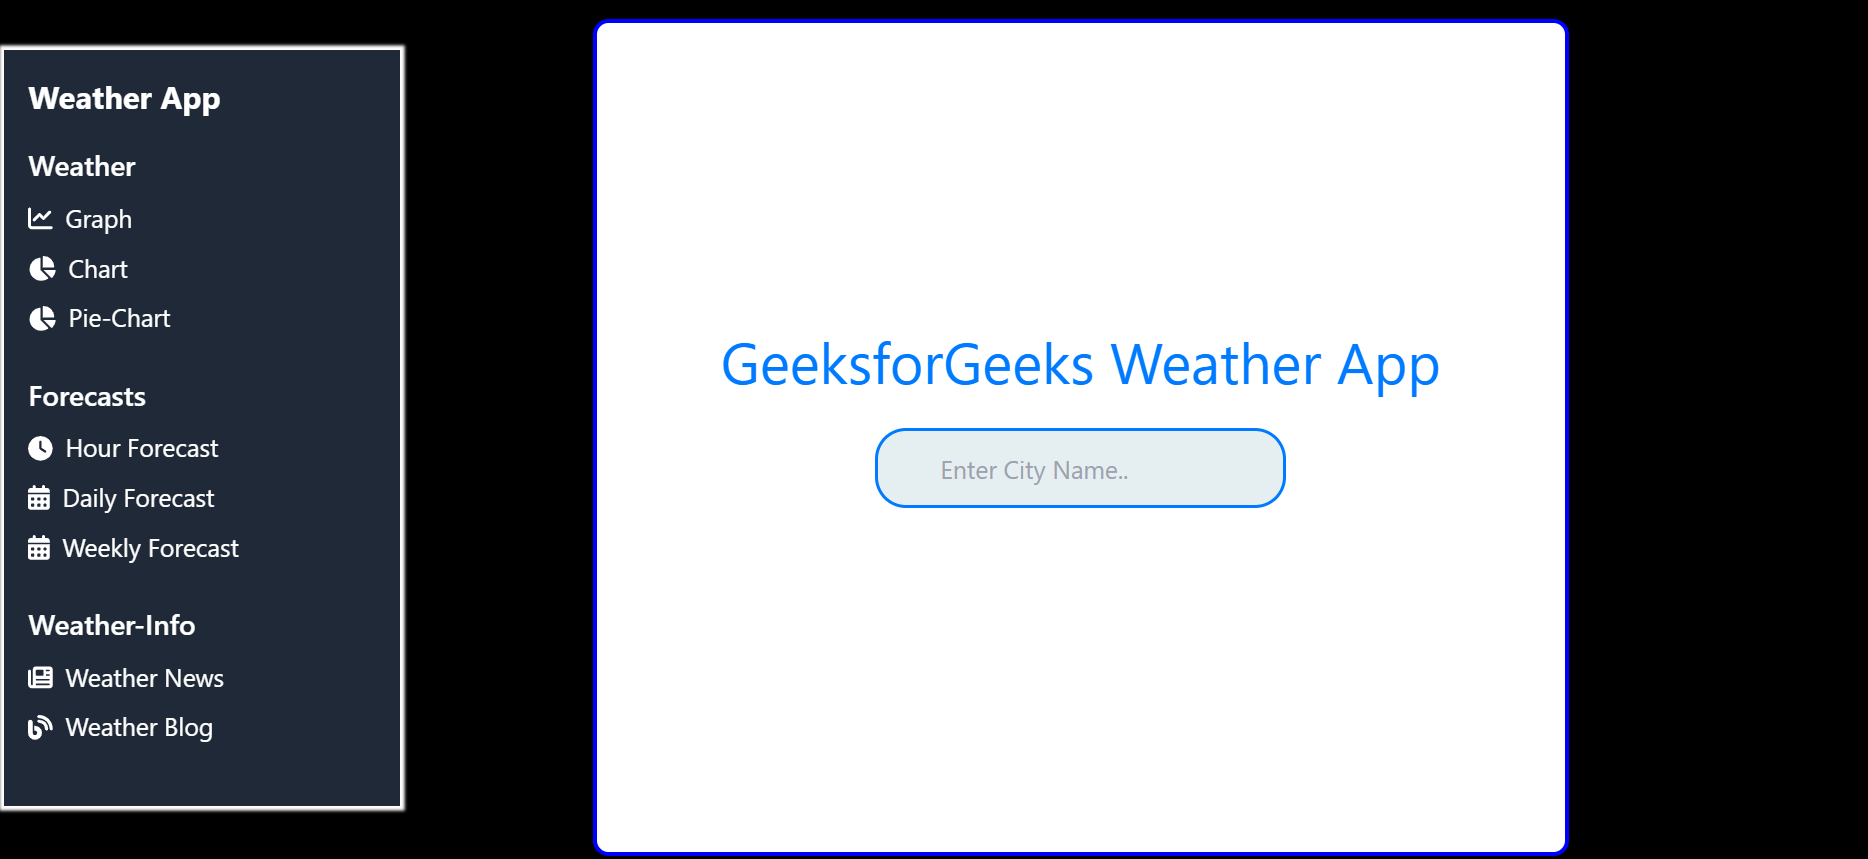 Weather App
Weather
Graph
Chart
Pie-Chart
Forecasts
Hour Forecast
Daily Forecast
Weekly Forecast
Weather-Info
Weather News
Weather Blog
GeeksforGeeks Weather App
Enter City Name..